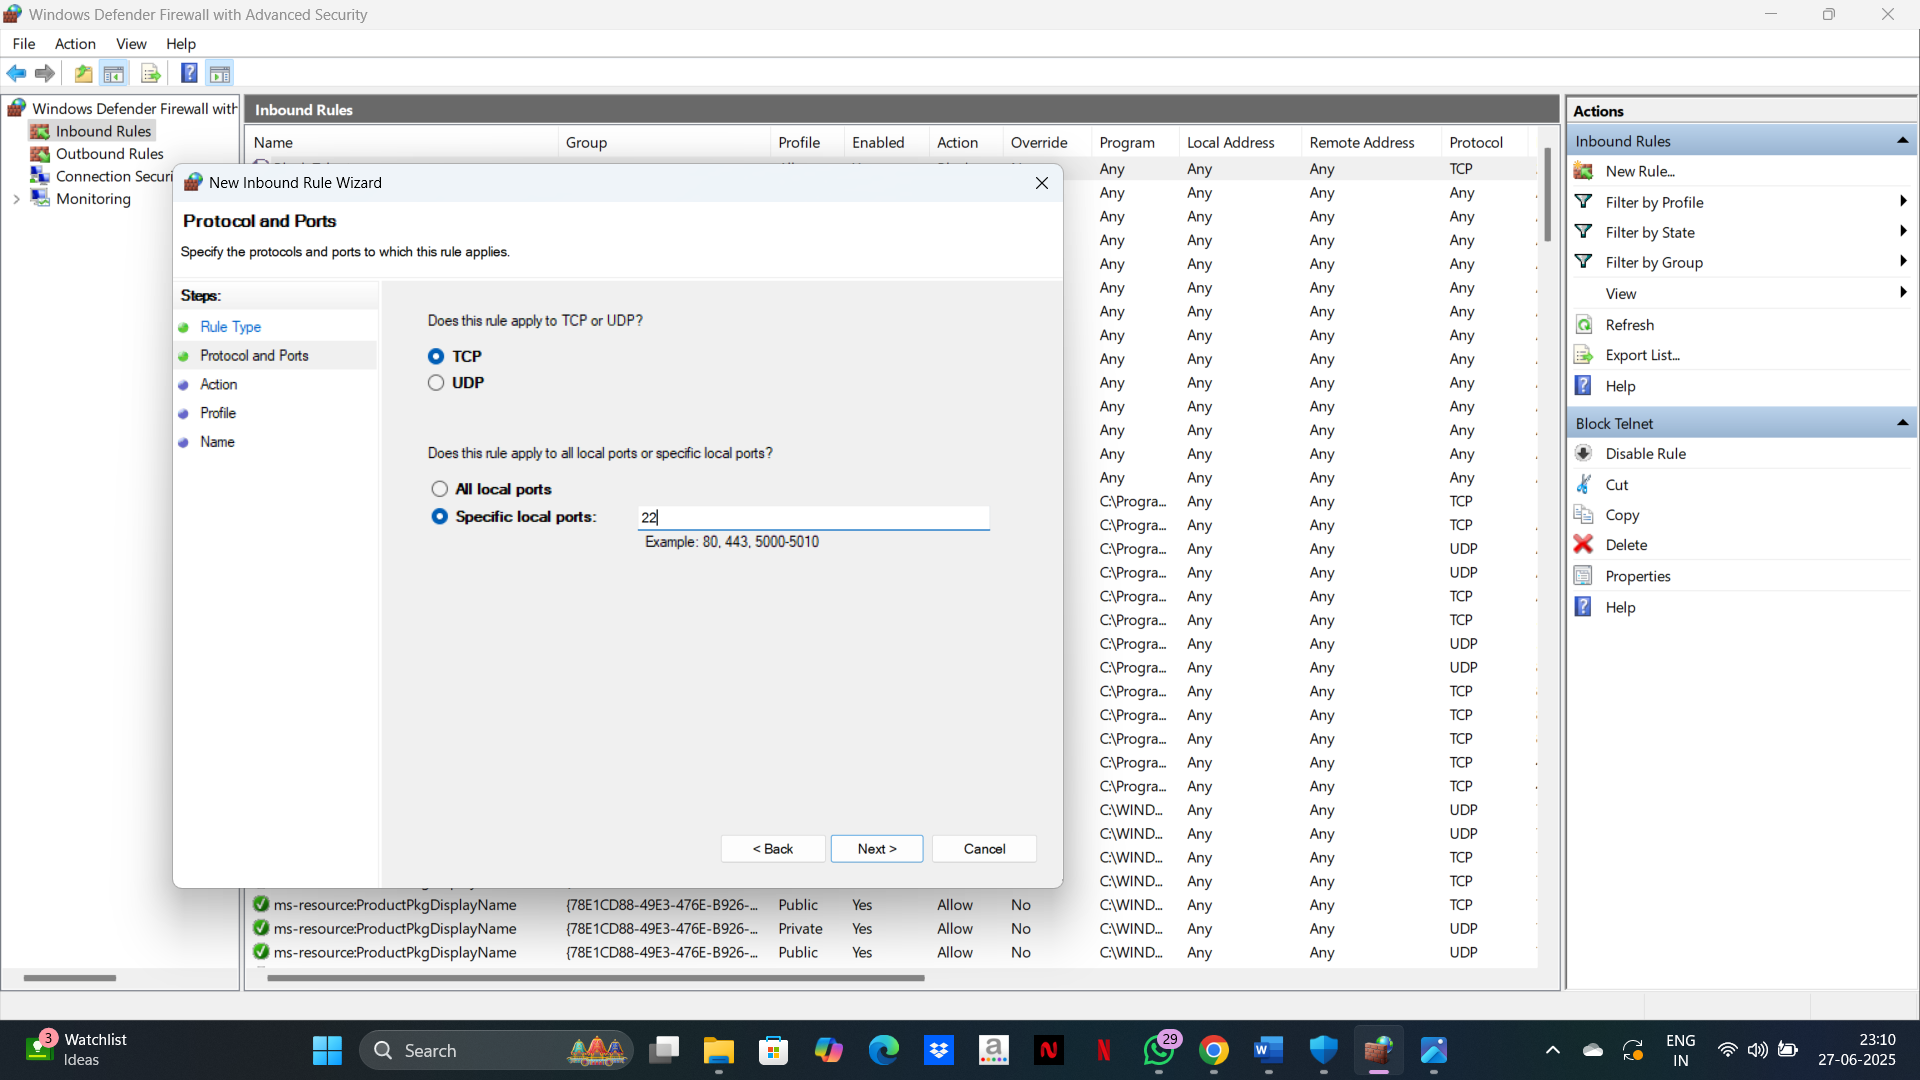 Windows Defender Firewall with Advanced Security
File Action View Help
Windows Defender Firewall with
Inbound Rules
Outbound Rules
Connection Securi
Monitoring
Inbound Rules
Name Group Profile Enabled Action Override Program Local Address Remote Address Protocol
Any Any Any TCP
Any Any Any Any
Any Any Any Any
Any Any Any Any
Any Any Any Any
Any Any Any Any
Any Any Any Any
Any Any Any Any
Any Any Any Any
Any Any Any Any
Any Any Any Any
Any Any Any Any
Any Any Any Any
Any Any Any Any
C:\Progra... Any Any TCP
C:\Progra... Any Any TCP
C:\Progra... Any Any UDP
C:\Progra... Any Any UDP
C:\Progra... Any Any TCP
C:\Progra... Any Any TCP
C:\Progra... Any Any UDP
C:\Progra... Any Any UDP
C:\Progra... Any Any TCP
C:\Progra... Any Any TCP
C:\Progra... Any Any TCP
C:\Progra... Any Any TCP
C:\Progra... Any Any TCP
C:\WIND... Any Any UDP
C:\WIND... Any Any UDP
C:\WIND... Any Any TCP
C:\WIND... Any Any TCP
ms-resource:ProductPkgDisplayName {78E1CD88-49E3-476E-B926-... Public Yes Allow No C:\WIND... Any Any TCP
ms-resource:ProductPkgDisplayName {78E1CD88-49E3-476E-B926-... Private Yes Allow No C:\WIND... Any Any UDP
ms-resource:ProductPkgDisplayName {78E1CD88-49E3-476E-B926-... Public Yes Allow No C:\WIND... Any Any UDP
New Inbound Rule Wizard
Protocol and Ports
Specify the protocols and ports to which this rule applies.
Steps:
Rule Type
Protocol and Ports
Action
Profile
Name
Does this rule apply to TCP or UDP?
TCP
UDP
Does this rule apply to all local ports or specific local ports?
All local ports
Specific local ports: 22
Example: 80, 443, 5000-5010
< Back Next > Cancel
Actions
Inbound Rules
New Rule...
Filter by Profile
Filter by State
Filter by Group
View
Refresh
Export List...
Help
Block Telnet
Disable Rule
Cut
Copy
Delete
Properties
Help
3 Watchlist
Ideas
Search
29
ENG
IN
23:10
27-06-2025